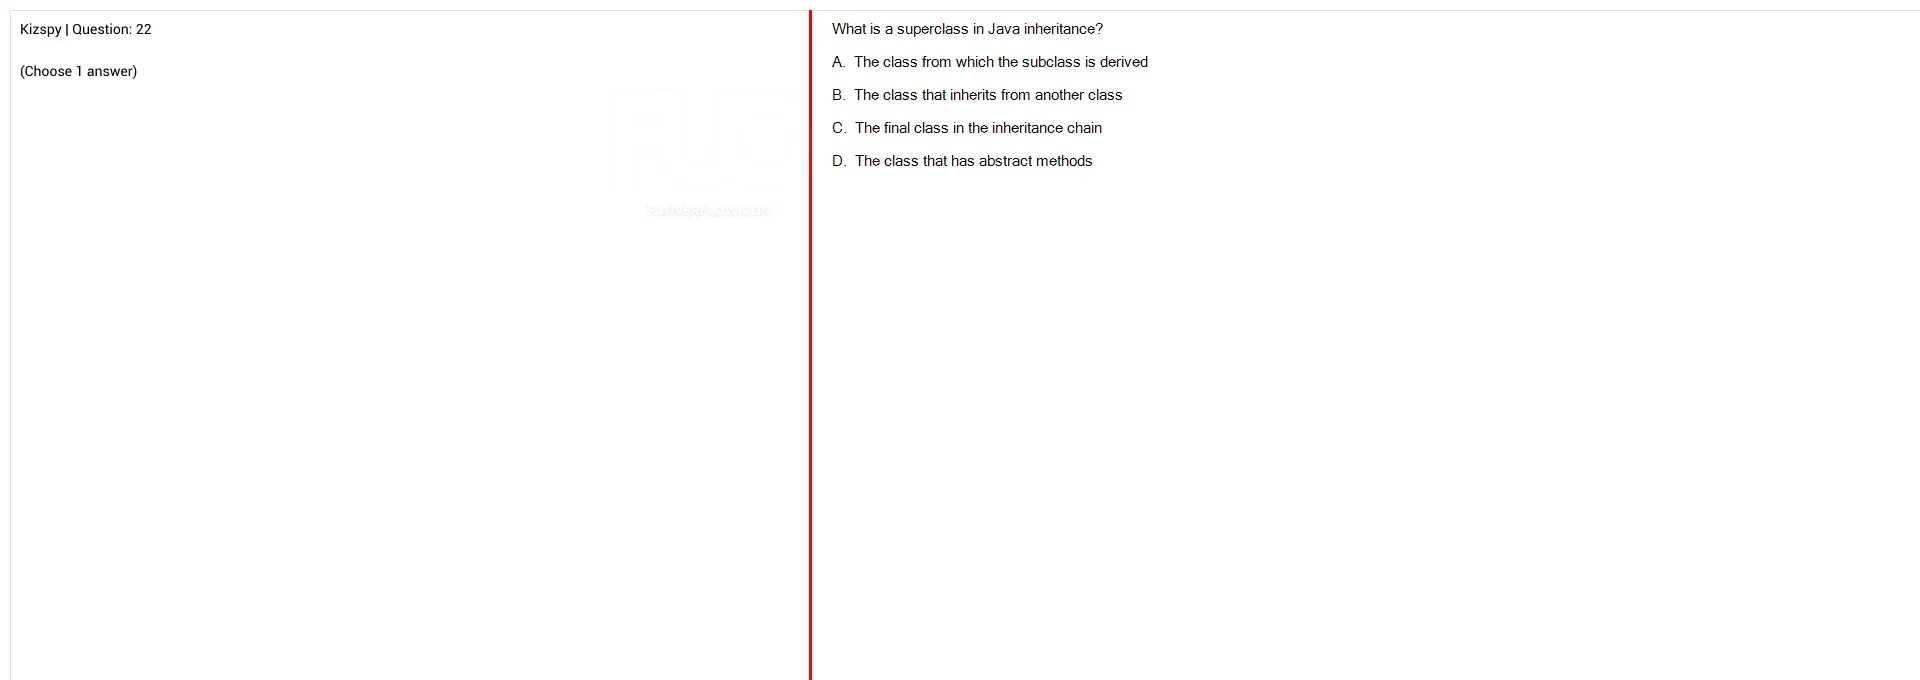 Kizspy | Question: 22
(Choose 1 answer)
FUOVERFLOW.COM
What is a superclass in Java inheritance?
A. The class from which the subclass is derived
B. The class that inherits from another class
C. The final class in the inheritance chain
D. The class that has abstract methods